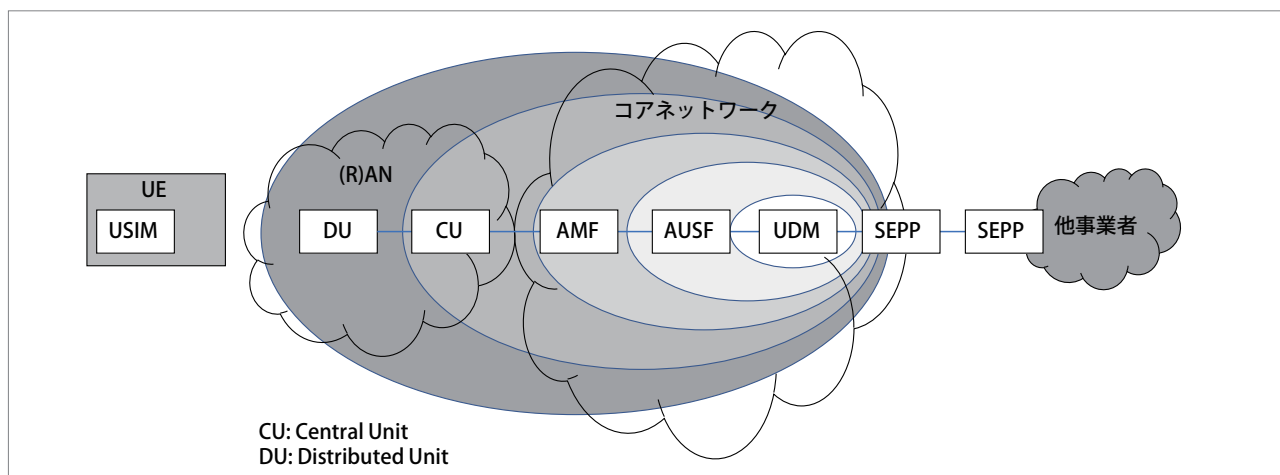 コアネットワーク
(R)AN
UE
USIM
DU
CU
AMF
AUSF
UDM
SEPP
SEPP
他事業者
CU: Central Unit
DU: Distributed Unit